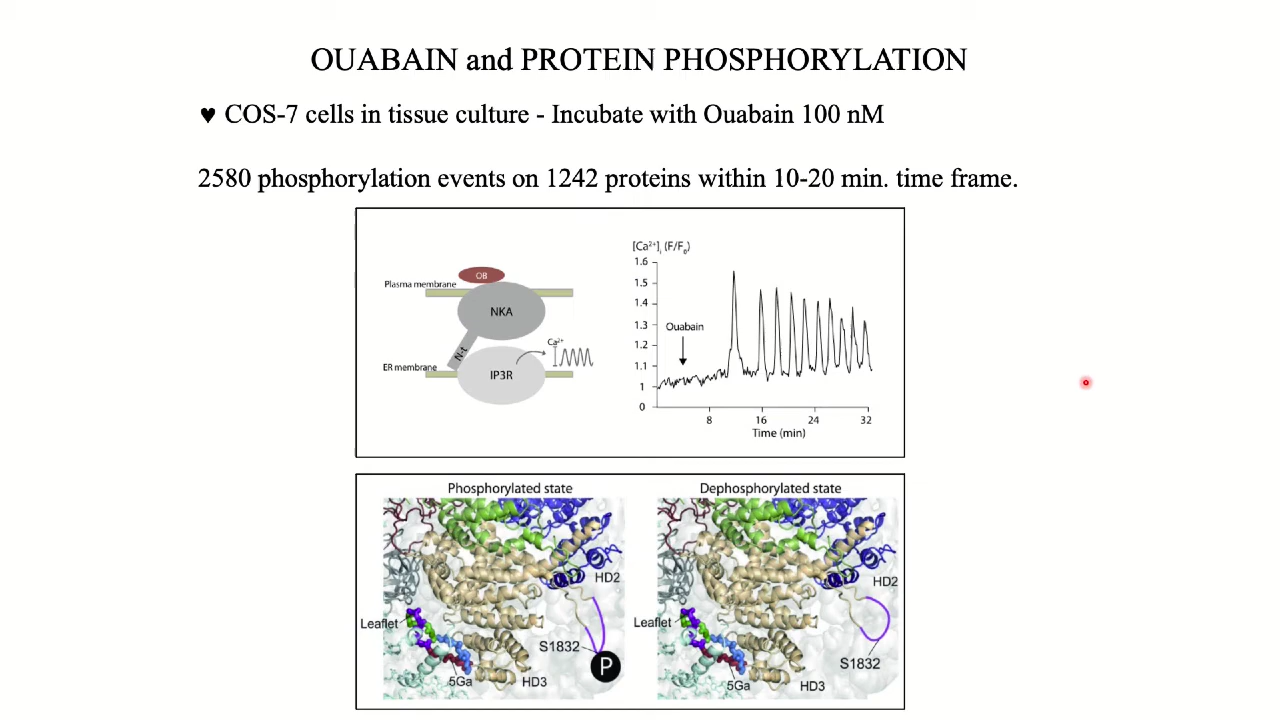 OUABAIN and PROTEIN PHOSPHORYLATION
♥ COS-7 cells in tissue culture - Incubate with Ouabain 100 nM
2580 phosphorylation events on 1242 proteins within 10-20 min. time frame.
OB
Plasma membrane
NKA
N-t
Ca²⁺
ER membrane
IP3R
[Ca²⁺]ᵢ (F/F₀)
1.6
1.5
1.4
1.3
1.2
1.1
1
0
Ouabain
8 16 24 32
Time (min)
Phosphorylated state
HD2
Leaflet
S1832
P
5Ga
HD3
Dephosphorylated state
HD2
Leaflet
S1832
5Ga
HD3